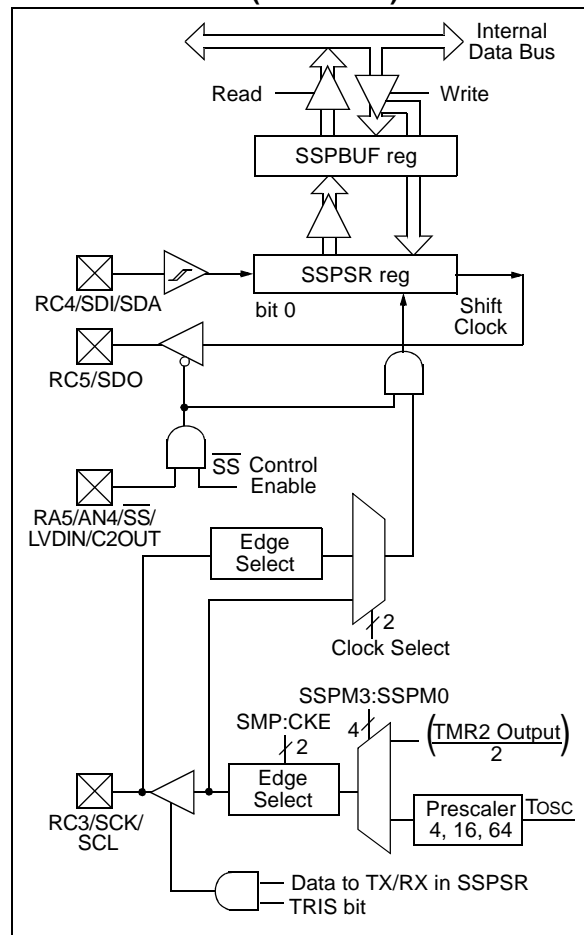 Internal
Data Bus
Read
Write
SSPBUF reg
SSPSR reg
RC4/SDI/SDA
bit 0
Shift
Clock
RC5/SDO
SS Control
Enable
RA5/AN4/SS/
LVDIN/C2OUT
Edge
Select
2
Clock Select
SSPM3:SSPM0
SMP:CKE
4
(TMR2 Output)
2
2
Edge
Select
RC3/SCK/
SCL
Prescaler
4, 16, 64
TOSC
Data to TX/RX in SSPSR
TRIS bit